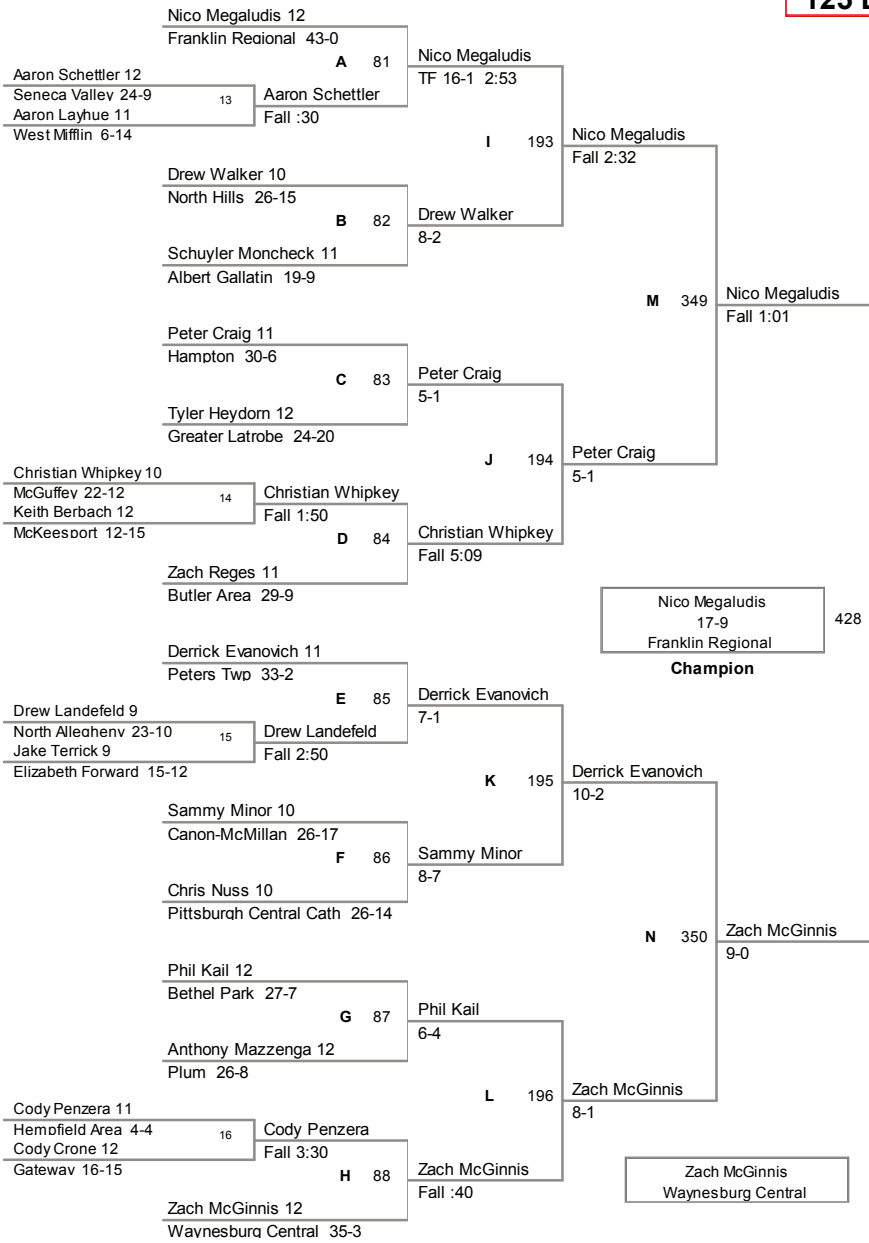 125 L
Nico Megaludis 12
Franklin Regional 43-0
A 81
Nico Megaludis
TF 16-1 2:53
Aaron Schettler 12
Seneca Valley 24-9
13
Aaron Schettler
Fall :30
Aaron Layhue 11
West Mifflin 6-14
I 193
Nico Megaludis
Fall 2:32
Drew Walker 10
North Hills 26-15
B 82
Drew Walker
8-2
Schuyler Moncheck 11
Albert Gallatin 19-9
M 349
Nico Megaludis
Fall 1:01
Peter Craig 11
Hampton 30-6
C 83
Peter Craig
5-1
Tyler Heydorn 12
Greater Latrobe 24-20
J 194
Peter Craig
5-1
Christian Whipkey 10
McGuffey 22-12
14
Christian Whipkey
Fall 1:50
Keith Berbach 12
McKeesport 12-15
D 84
Christian Whipkey
Fall 5:09
Zach Reges 11
Butler Area 29-9
Nico Megaludis
17-9
Franklin Regional
428
Champion
Derrick Evanovich 11
Peters Twp 33-2
E 85
Derrick Evanovich
7-1
Drew Landefeld 9
North Allegheny 23-10
15
Drew Landefeld
Fall 2:50
Jake Terrick 9
Elizabeth Forward 15-12
K 195
Derrick Evanovich
10-2
Sammy Minor 10
Canon-McMillan 26-17
F 86
Sammy Minor
8-7
Chris Nuss 10
Pittsburgh Central Cath 26-14
N 350
Zach McGinnis
9-0
Phil Kail 12
Bethel Park 27-7
G 87
Phil Kail
6-4
Anthony Mazzenga 12
Plum 26-8
L 196
Zach McGinnis
8-1
Cody Penzera 11
Hempfield Area 4-4
16
Cody Penzera
Fall 3:30
Cody Crone 12
Gateway 16-15
H 88
Zach McGinnis
Fall :40
Zach McGinnis 12
Waynesburg Central 35-3
Zach McGinnis
Waynesburg Central